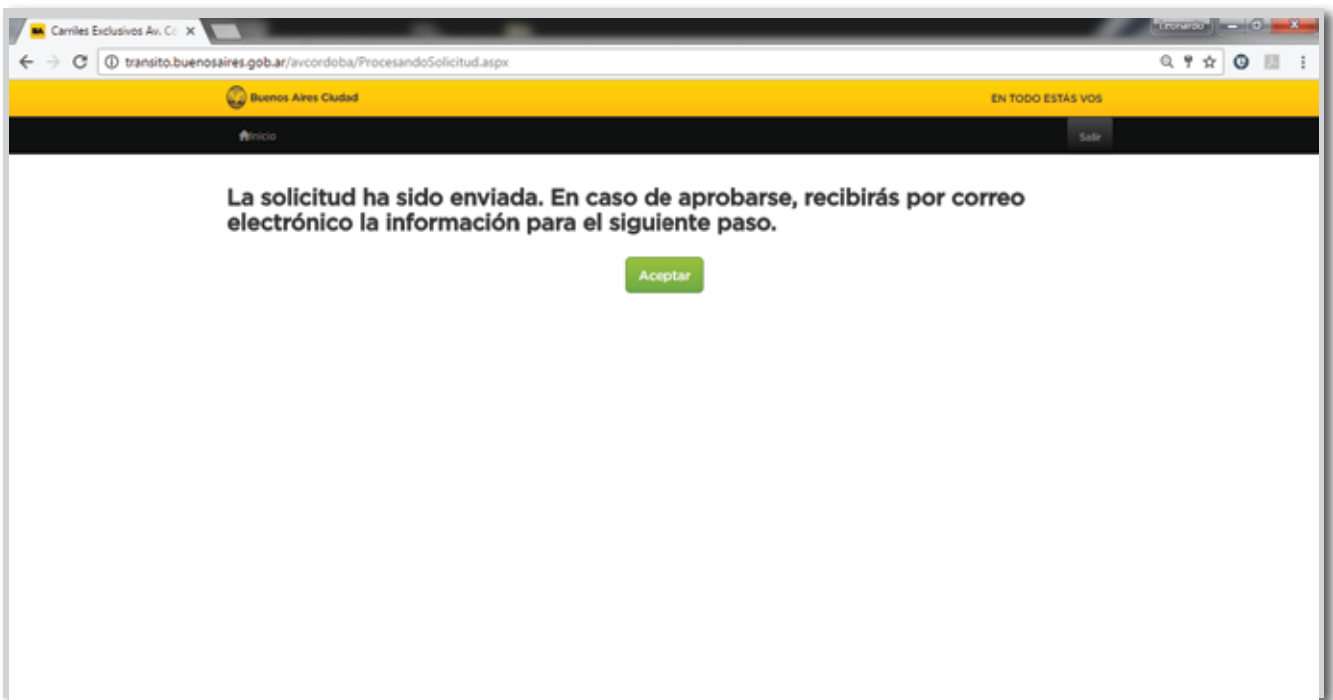 Carriles Exclusivos Av. Có
Leonardo
transito.buenosaires.gob.ar/avcordoba/ProcesandoSolicitud.aspx
Buenos Aires Ciudad
EN TODO ESTÁS VOS
Inicio
Salir
La solicitud ha sido enviada. En caso de aprobarse, recibirás por correo
electrónico la información para el siguiente paso.
Aceptar